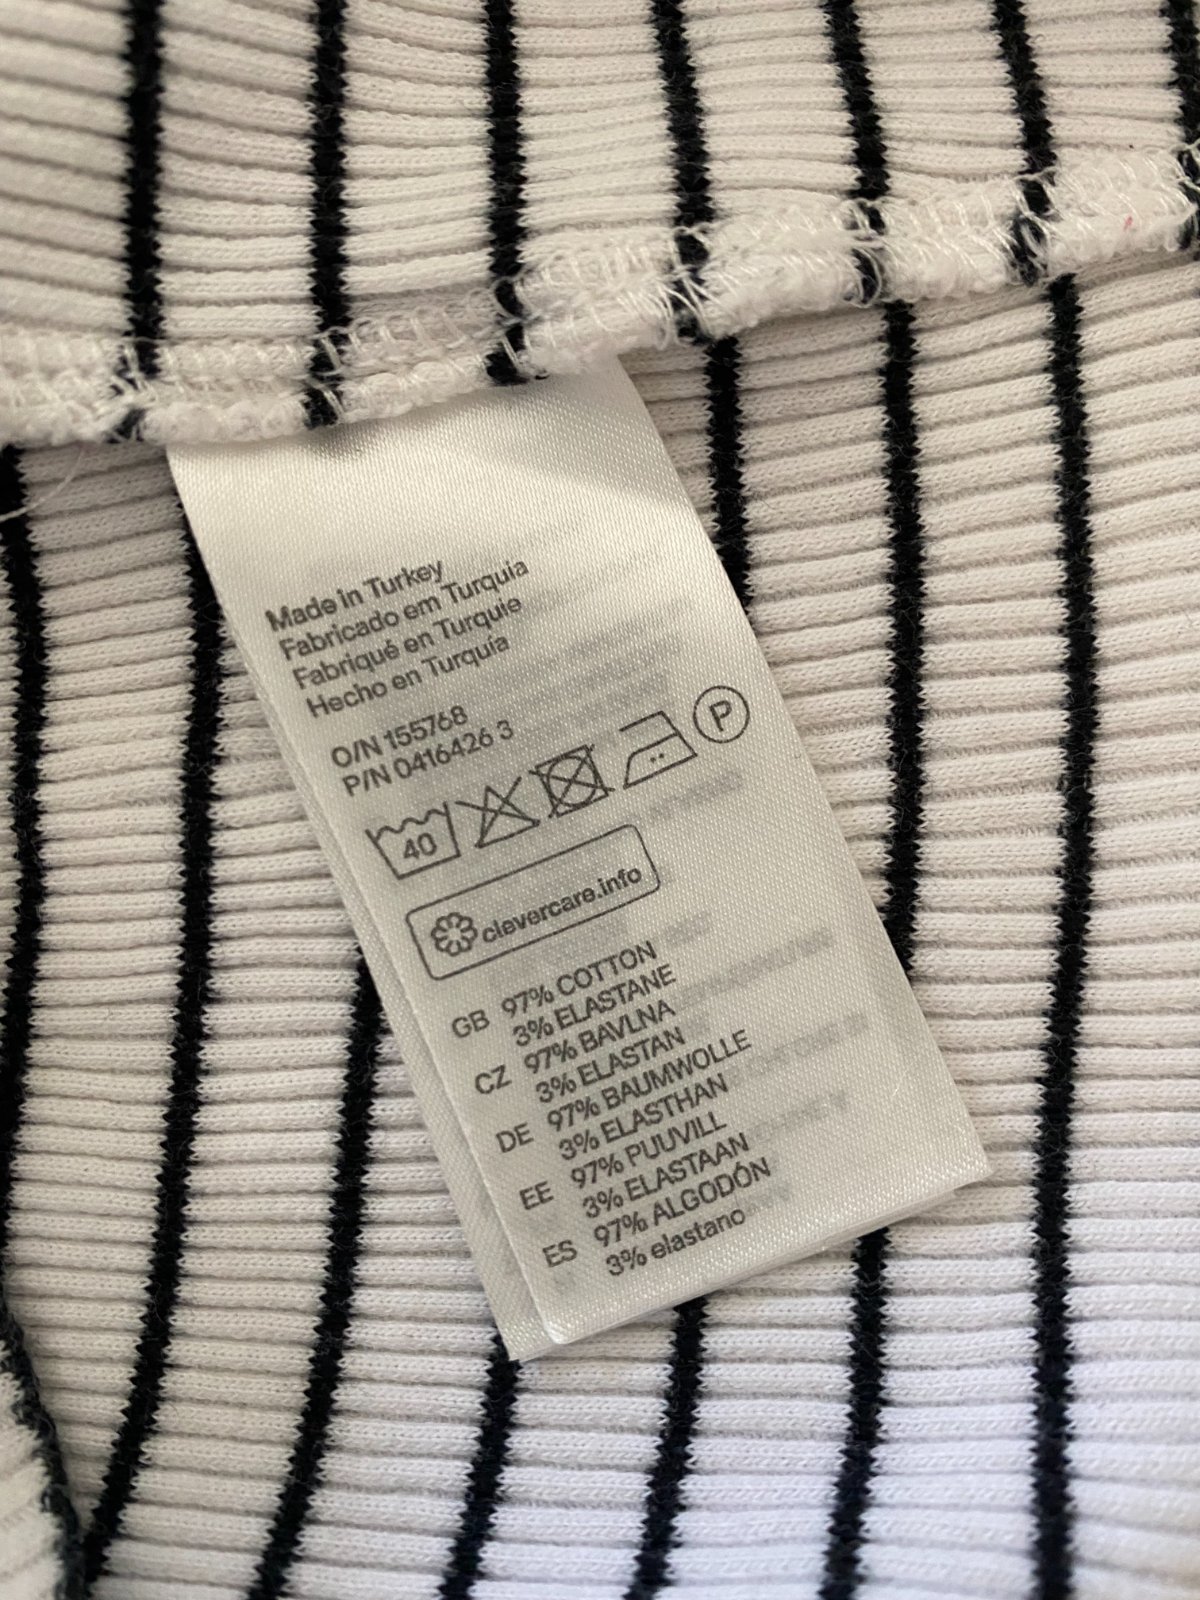 Made in Turkey
Fabricado em Turquia
Fabriqué en Turquie
Hecho en Turquía
O/N 155768
P/N 0416426 3
40
P
clevercare.info
GB 97% COTTON
3% ELASTANE
CZ 97% BAVLNA
3% ELASTAN
DE 97% BAUMWOLLE
3% ELASTHAN
EE 97% PUUVILL
3% ELASTAAN
ES 97% ALGODÓN
3% elastano